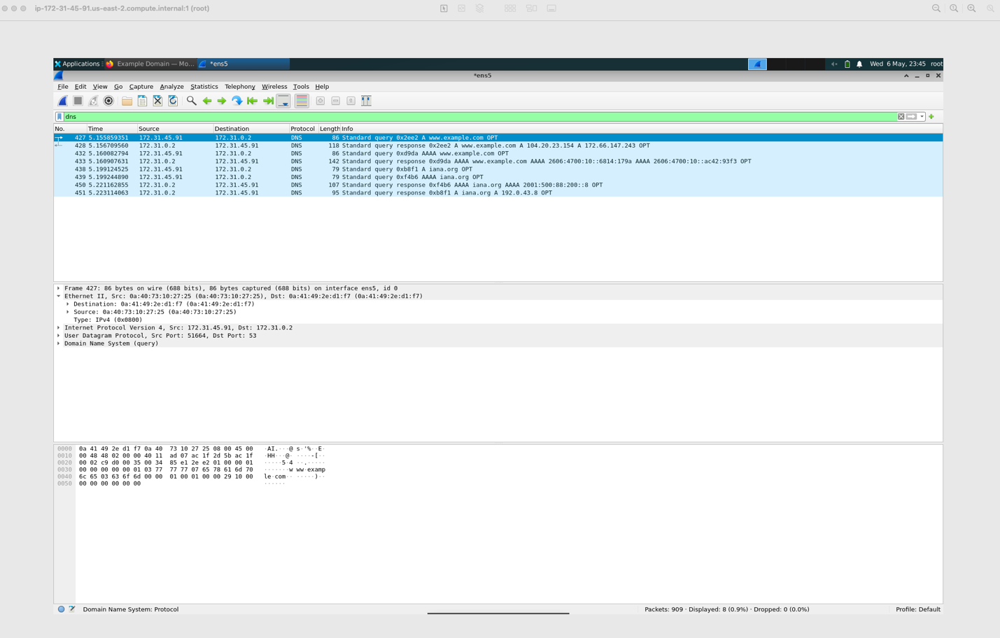 ip-172-31-45-91.us-east-2.compute.internal:1 (root)
Applications Example Domain — Mo... *ens5 Wed 6 May, 23:45 root
*ens5
File Edit View Go Capture Analyze Statistics Telephony Wireless Tools Help
dns
No. Time Source Destination Protocol Length Info
427 5.155859351 172.31.45.91 172.31.0.2 DNS 86 Standard query 0x2ee2 A www.example.com OPT
428 5.156709560 172.31.0.2 172.31.45.91 DNS 118 Standard query response 0x2ee2 A www.example.com A 104.20.23.154 A 172.66.147.243 OPT
432 5.160082794 172.31.45.91 172.31.0.2 DNS 86 Standard query 0xd9da AAAA www.example.com OPT
433 5.160907631 172.31.0.2 172.31.45.91 DNS 142 Standard query response 0xd9da AAAA www.example.com AAAA 2606:4700:10::6814:179a AAAA 2606:4700:10::ac42:93f3 OPT
438 5.199124525 172.31.45.91 172.31.0.2 DNS 79 Standard query 0xb8f1 A iana.org OPT
439 5.199244890 172.31.45.91 172.31.0.2 DNS 79 Standard query 0xf4b6 AAAA iana.org OPT
450 5.221162855 172.31.0.2 172.31.45.91 DNS 107 Standard query response 0xf4b6 AAAA iana.org AAAA 2001:500:88:200::8 OPT
451 5.223114063 172.31.0.2 172.31.45.91 DNS 95 Standard query response 0xb8f1 A iana.org A 192.0.43.8 OPT
Frame 427: 86 bytes on wire (688 bits), 86 bytes captured (688 bits) on interface ens5, id 0
Ethernet II, Src: 0a:40:73:10:27:25 (0a:40:73:10:27:25), Dst: 0a:41:49:2e:d1:f7 (0a:41:49:2e:d1:f7)
Destination: 0a:41:49:2e:d1:f7 (0a:41:49:2e:d1:f7)
Source: 0a:40:73:10:27:25 (0a:40:73:10:27:25)
Type: IPv4 (0x0800)
Internet Protocol Version 4, Src: 172.31.45.91, Dst: 172.31.0.2
User Datagram Protocol, Src Port: 51664, Dst Port: 53
Domain Name System (query)
0000 0a 41 49 2e d1 f7 0a 40 73 10 27 25 08 00 45 00 ·AI.···@ s·'%··E·
0010 00 48 48 02 00 00 40 11 ad 07 ac 1f 2d 5b ac 1f ·HH···@· ····-[··
0020 00 02 c9 d0 00 35 00 34 85 e1 2e e2 01 00 00 01 ·····5·4 ··.·····
0030 00 00 00 00 00 01 03 77 77 77 07 65 78 61 6d 70 ·······w ww·examp
0040 6c 65 03 63 6f 6d 00 00 01 00 01 00 00 29 10 00 le·com·· ·····)··
0050 00 00 00 00 00 00 ······
Domain Name System: Protocol Packets: 909 · Displayed: 8 (0.9%) · Dropped: 0 (0.0%) Profile: Default